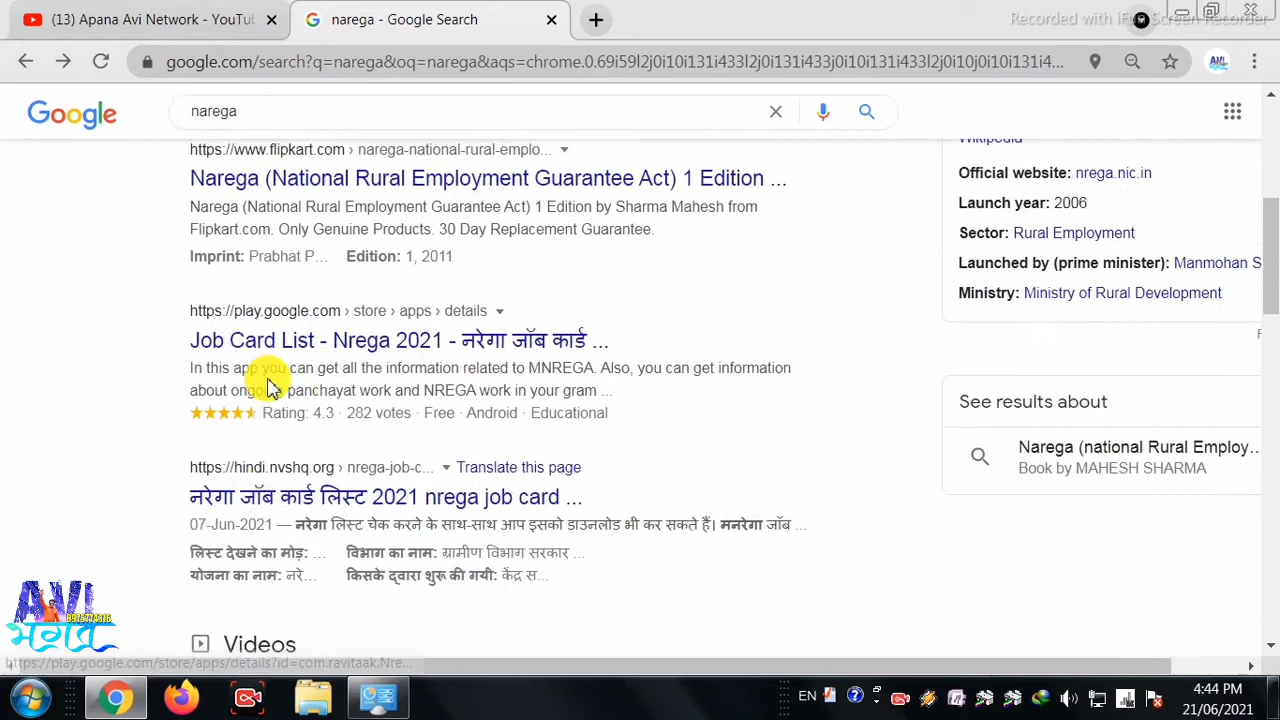 (13) Apana Avi Network - YouTu
narega - Google Search
Recorded with iFun Screen Recorder
google.com/search?q=narega&oq=narega&aqs=chrome.0.69i59l2j0i10i131i433l2j0i10i131i433l2j0i10j0i10i131i4...
Google
narega
https://www.flipkart.com › narega-national-rural-emplo...
Narega (National Rural Employment Guarantee Act) 1 Edition ...
Narega (National Rural Employment Guarantee Act) 1 Edition by Sharma Mahesh from
Flipkart.com. Only Genuine Products. 30 Day Replacement Guarantee.
Imprint: Prabhat P... Edition: 1, 2011
https://play.google.com › store › apps › details
Job Card List - Nrega 2021 - नरेगा जॉब कार्ड ...
In this app you can get all the information related to MNREGA. Also, you can get information
about ongoing panchayat work and NREGA work in your gram ...
Rating: 4.3 · 282 votes · Free · Android · Educational
https://hindi.nvshq.org › nrega-job-c... Translate this page
नरेगा जॉब कार्ड लिस्ट 2021 nrega job card ...
07-Jun-2021 — नरेगा लिस्ट चेक करने के साथ-साथ आप इसको डाउनलोड भी कर सकते हैं। मनरेगा जॉब ...
लिस्ट देखने का मोड़: ... विभाग का नाम: ग्रामीण विभाग सरकार ...
योजना का नाम: नरे... किसके द्वारा शुरू की गयी: केंद्र स...
Videos
Wikipedia
Official website: nrega.nic.in
Launch year: 2006
Sector: Rural Employment
Launched by (prime minister): Manmohan S
Ministry: Ministry of Rural Development
F
See results about
Narega (national Rural Employ...
Book by MAHESH SHARMA
AVI
भगत
https://play.google.com/store/apps/details?id=com.ravitaak.Nre...
EN
4:44 PM
21/06/2021